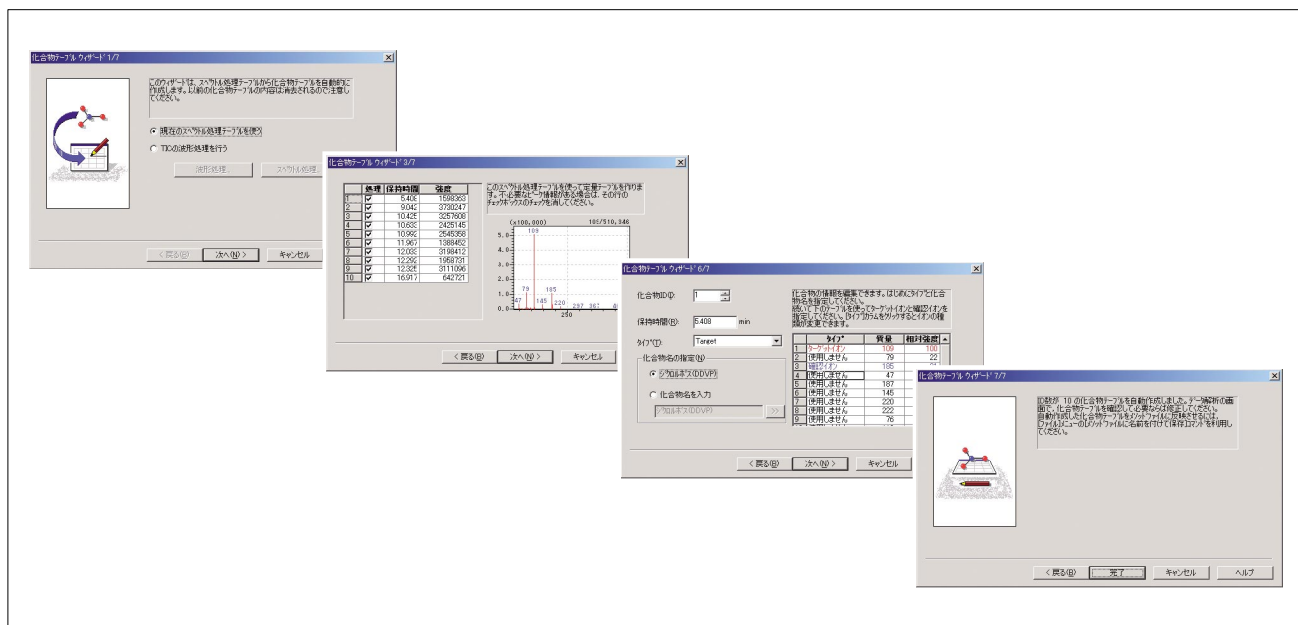 化合物テーブル ウィザード 1/7
このウィザードは、スペクトル処理テーブルから化合物テーブルを自動的に
作成します。以前の化合物テーブルの内容は消去されるので注意し
てください。
現在のスペクトル処理テーブルを使う
TICの波形処理を行う
波形処理...
スペクトル処理...
< 戻る(B)
次へ(N) >
キャンセル
化合物テーブル ウィザード 3/7
処理 保持時間 強度
1 5.408 1598363
2 9.042 3730247
3 10.425 3257608
4 10.633 2425145
5 10.992 2545358
6 11.967 1388452
7 12.033 3198412
8 12.292 1958731
9 12.325 3111096
10 16.917 642721
このスペクトル処理テーブルを使って定量テーブルを作りま
す。不必要なピーク情報がある場合は、その行の
チェックボックスのチェックを消してください。
(x100,000) 109/510,346
5.0
4.0
3.0
2.0
1.0
0.0
109
79 185
47 145 220 297 361
250
< 戻る(B)
次へ(N) >
キャンセル
化合物テーブル ウィザード 6/7
化合物ID(I): 1
保持時間(R): 5.408 min
タイプ(T): Target
化合物名の指定(N)
ジクロルボス(DDVP)
化合物名を入力
ジクロルボス(DDVP) >>
化合物の情報を編集できます。はじめにタイプと化合
物名を指定してください。
続いて下のテーブルを使ってターゲットイオンと確認イオンを
指定してください。[タイプ]カラムをクリックするとイオンの種
類が変更できます。
タイプ 質量 相対強度
1 ターゲットイオン 109 100
2 使用しません 79 22
3 確認イオン 185 21
4 使用しません 47
5 使用しません 187
6 使用しません 145
7 使用しません 220
8 使用しません 222
9 使用しません 76
< 戻る(B)
次へ(N) >
キャンセル
化合物テーブル ウィザード 7/7
ID数が 10 の化合物テーブルを自動作成しました。データ解析の画
面で、化合物テーブルを確認して必要ならば修正してください。
自動作成した化合物テーブルをメソッドファイルに反映させるには、
[ファイル]メニューの[メソッドファイルに名前を付けて保存]コマンドを利用し
てください。
< 戻る(B)
完了
キャンセル
ヘルプ